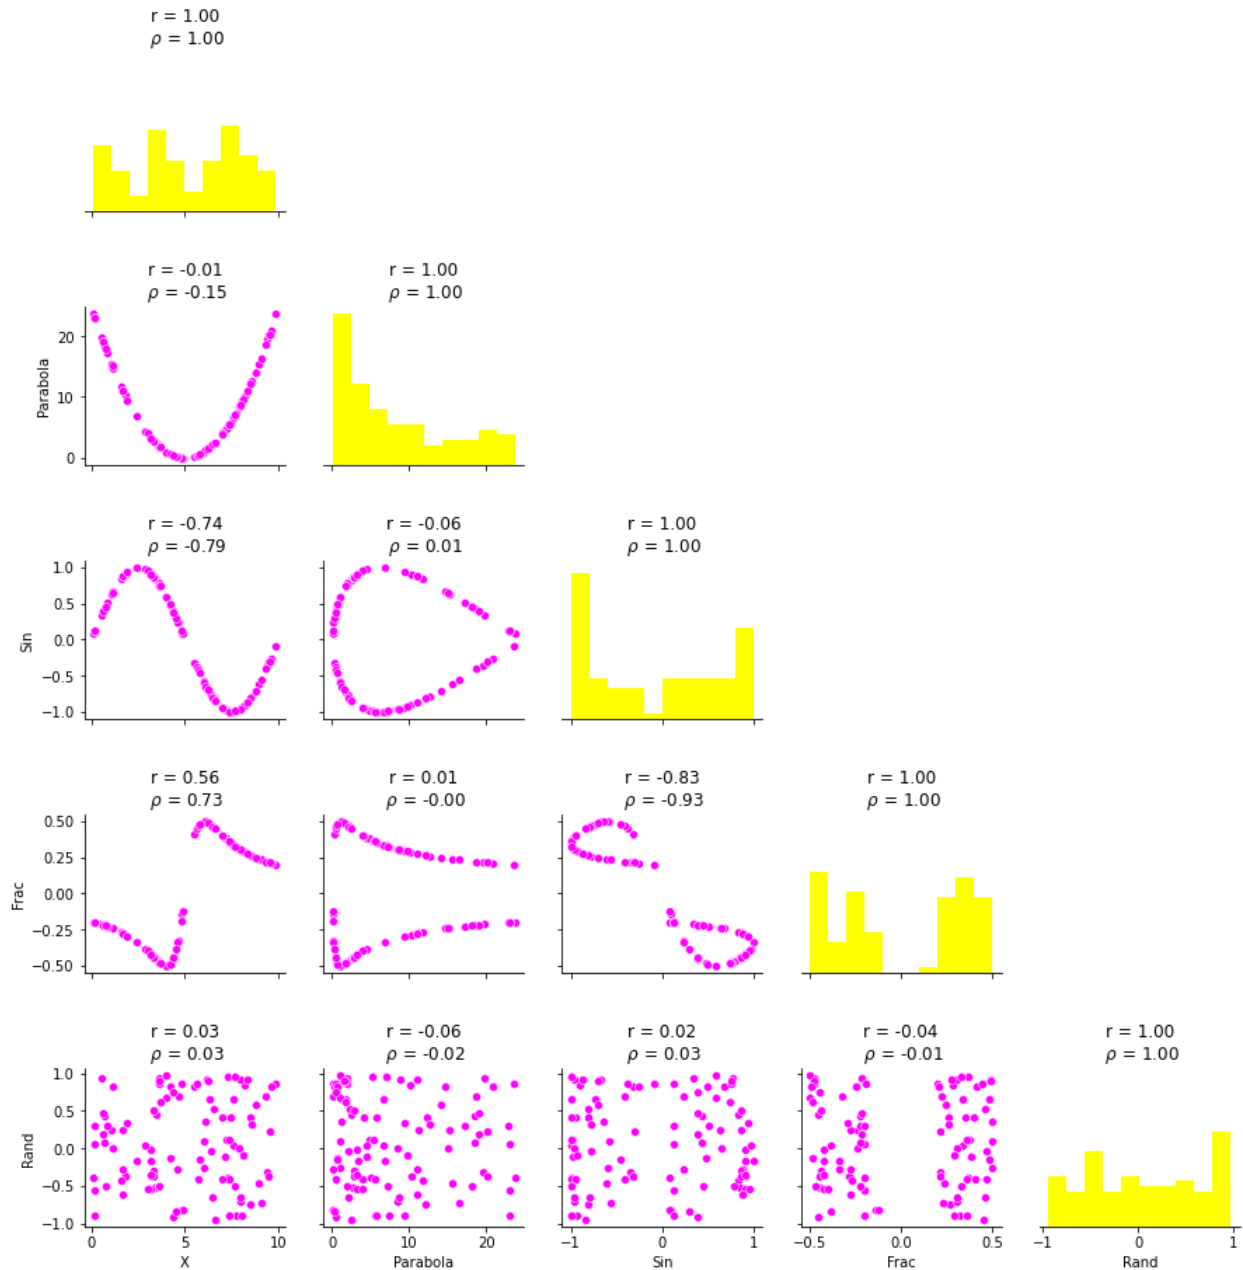 r = 1.00
ρ = 1.00
r = -0.01
ρ = -0.15
r = 1.00
ρ = 1.00
Parabola
20
10
0
r = -0.74
ρ = -0.79
r = -0.06
ρ = 0.01
r = 1.00
ρ = 1.00
Sin
1.0
0.5
0.0
−0.5
−1.0
r = 0.56
ρ = 0.73
r = 0.01
ρ = -0.00
r = -0.83
ρ = -0.93
r = 1.00
ρ = 1.00
Frac
0.50
0.25
0.00
−0.25
−0.50
r = 0.03
ρ = 0.03
r = -0.06
ρ = -0.02
r = 0.02
ρ = 0.03
r = -0.04
ρ = -0.01
r = 1.00
ρ = 1.00
Rand
1.0
0.5
0.0
−0.5
−1.0
0 5 10
X
0 10 20
Parabola
−1 0 1
Sin
−0.5 0.0 0.5
Frac
−1 0 1
Rand